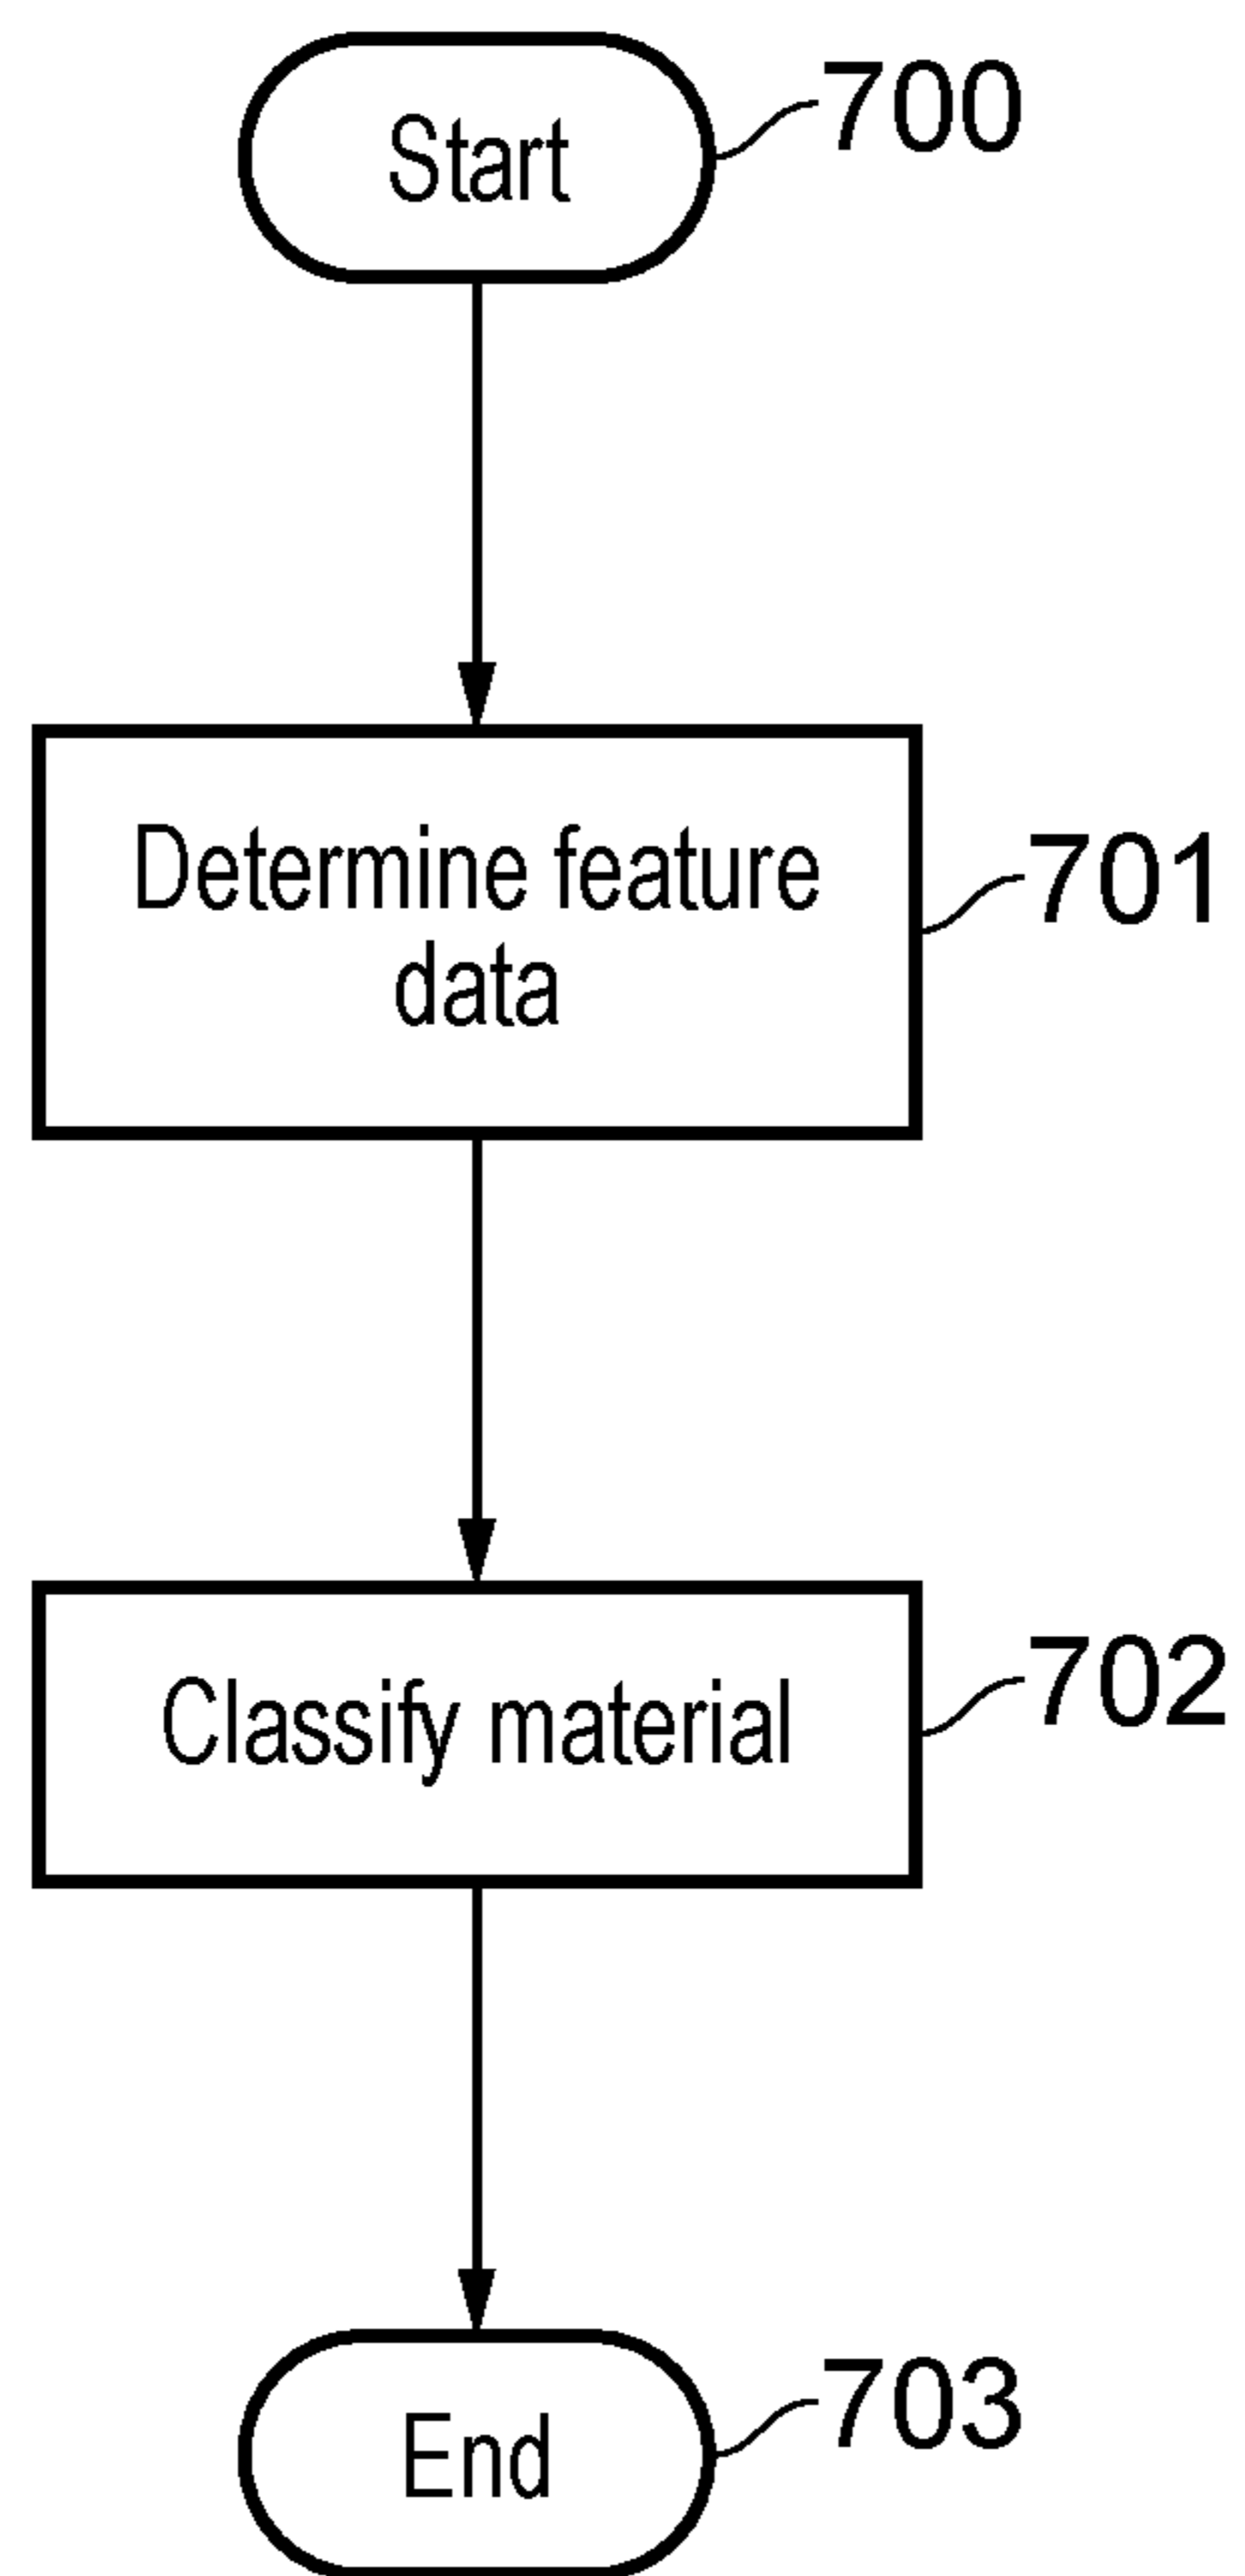 Start
700
Determine feature
data
701
Classify material
702
End
703